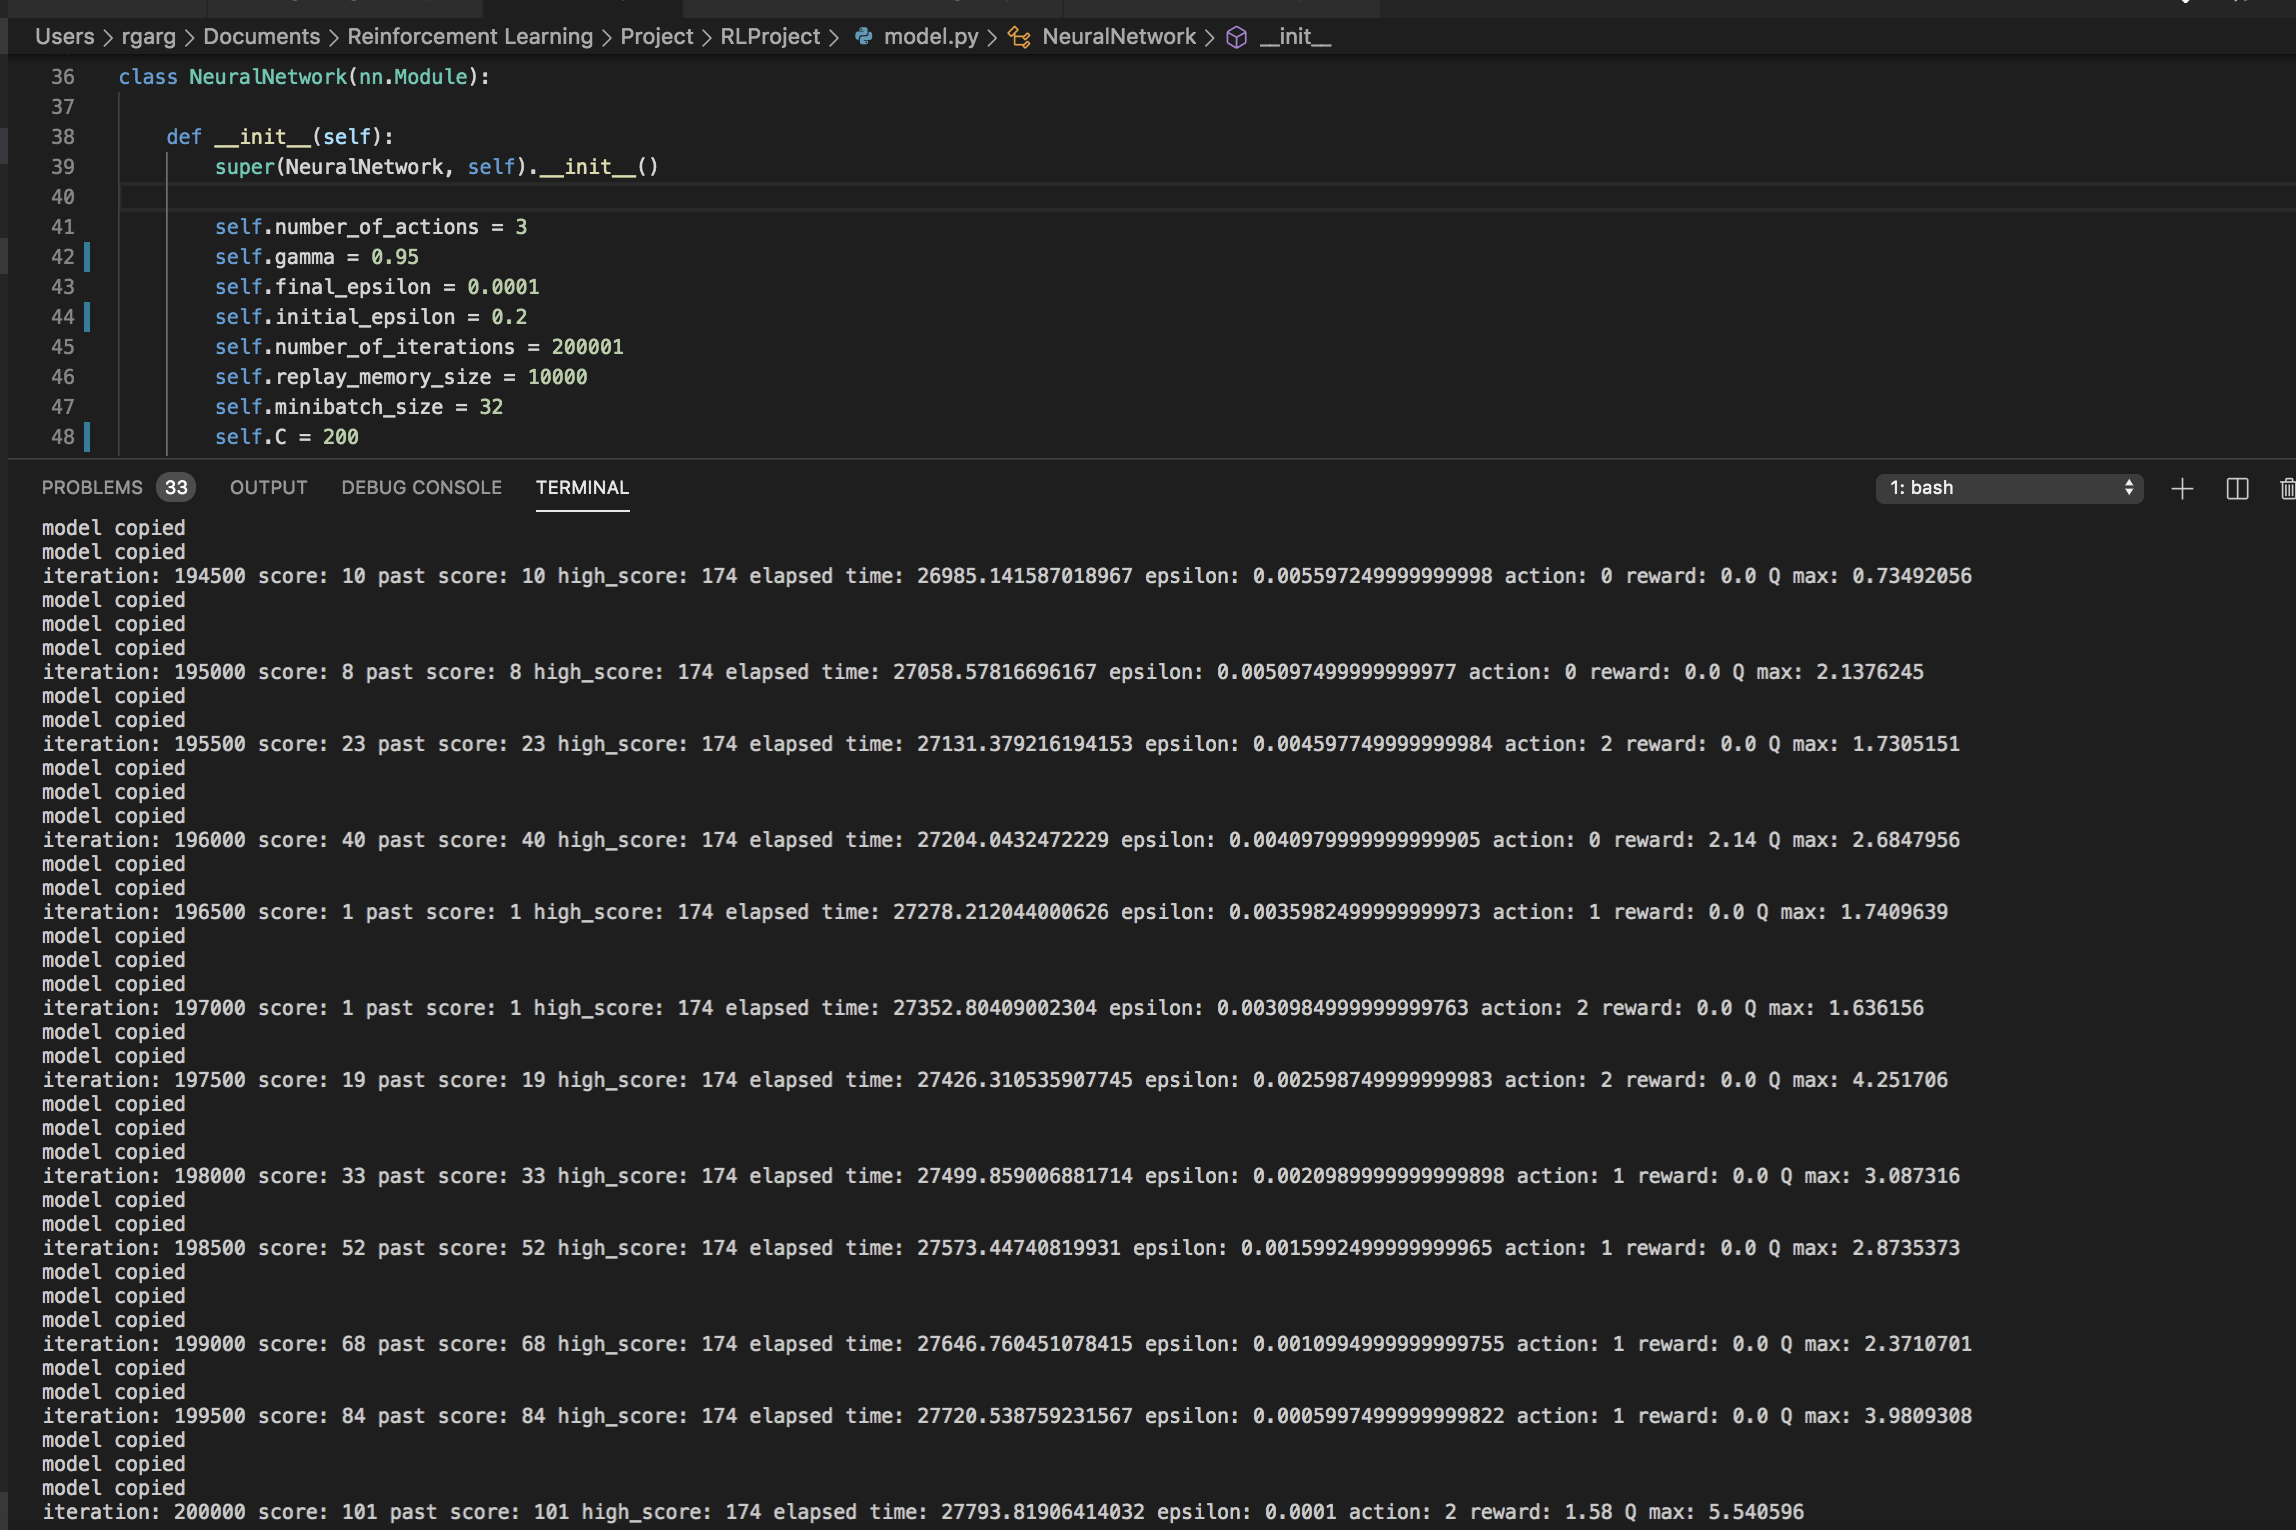 Users > rgarg > Documents > Reinforcement Learning > Project > RLProject > model.py > NeuralNetwork > __init__
36 class NeuralNetwork(nn.Module):
37
38 def __init__(self):
39 super(NeuralNetwork, self).__init__()
40
41 self.number_of_actions = 3
42 self.gamma = 0.95
43 self.final_epsilon = 0.0001
44 self.initial_epsilon = 0.2
45 self.number_of_iterations = 200001
46 self.replay_memory_size = 10000
47 self.minibatch_size = 32
48 self.C = 200
PROBLEMS 33 OUTPUT DEBUG CONSOLE TERMINAL 1: bash
model copied
model copied
iteration: 194500 score: 10 past score: 10 high_score: 174 elapsed time: 26985.141587018967 epsilon: 0.005597249999999998 action: 0 reward: 0.0 Q max: 0.73492056
model copied
model copied
model copied
iteration: 195000 score: 8 past score: 8 high_score: 174 elapsed time: 27058.57816696167 epsilon: 0.005097499999999977 action: 0 reward: 0.0 Q max: 2.1376245
model copied
model copied
iteration: 195500 score: 23 past score: 23 high_score: 174 elapsed time: 27131.379216194153 epsilon: 0.004597749999999984 action: 2 reward: 0.0 Q max: 1.7305151
model copied
model copied
model copied
iteration: 196000 score: 40 past score: 40 high_score: 174 elapsed time: 27204.0432472229 epsilon: 0.0040979999999999905 action: 0 reward: 2.14 Q max: 2.6847956
model copied
model copied
iteration: 196500 score: 1 past score: 1 high_score: 174 elapsed time: 27278.212044000626 epsilon: 0.0035982499999999973 action: 1 reward: 0.0 Q max: 1.7409639
model copied
model copied
model copied
iteration: 197000 score: 1 past score: 1 high_score: 174 elapsed time: 27352.80409002304 epsilon: 0.0030984999999999763 action: 2 reward: 0.0 Q max: 1.636156
model copied
model copied
iteration: 197500 score: 19 past score: 19 high_score: 174 elapsed time: 27426.310535907745 epsilon: 0.002598749999999983 action: 2 reward: 0.0 Q max: 4.251706
model copied
model copied
model copied
iteration: 198000 score: 33 past score: 33 high_score: 174 elapsed time: 27499.859006881714 epsilon: 0.0020989999999999898 action: 1 reward: 0.0 Q max: 3.087316
model copied
model copied
iteration: 198500 score: 52 past score: 52 high_score: 174 elapsed time: 27573.44740819931 epsilon: 0.0015992499999999965 action: 1 reward: 0.0 Q max: 2.8735373
model copied
model copied
model copied
iteration: 199000 score: 68 past score: 68 high_score: 174 elapsed time: 27646.760451078415 epsilon: 0.0010994999999999755 action: 1 reward: 0.0 Q max: 2.3710701
model copied
model copied
iteration: 199500 score: 84 past score: 84 high_score: 174 elapsed time: 27720.538759231567 epsilon: 0.0005997499999999822 action: 1 reward: 0.0 Q max: 3.9809308
model copied
model copied
model copied
iteration: 200000 score: 101 past score: 101 high_score: 174 elapsed time: 27793.81906414032 epsilon: 0.0001 action: 2 reward: 1.58 Q max: 5.540596